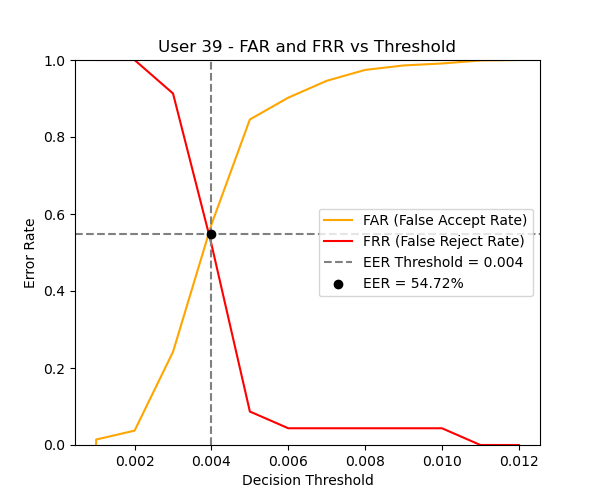 User 39 - FAR and FRR vs Threshold
1.0
0.8
0.6
0.4
0.2
0.0
Error Rate
FAR (False Accept Rate)
FRR (False Reject Rate)
EER Threshold = 0.004
EER = 54.72%
0.002 0.004 0.006 0.008 0.010 0.012
Decision Threshold